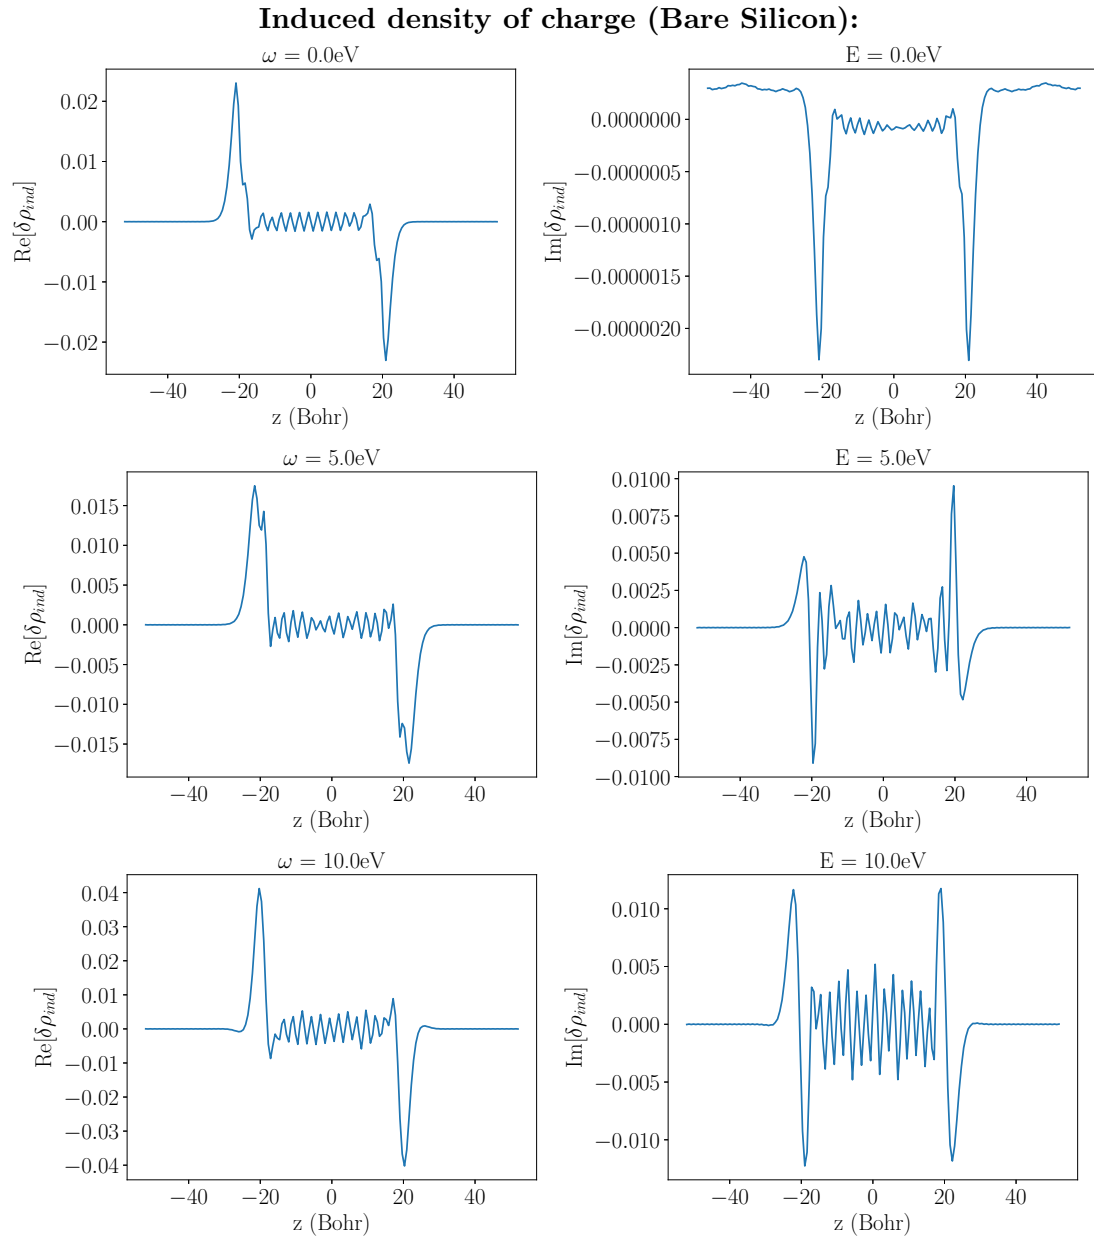 Induced density of charge (Bare Silicon):
ω = 0.0eV
E = 0.0eV
Re[δρind]
0.02
0.01
0.00
−0.01
−0.02
−40 −20 0 20 40
z (Bohr)
Im[δρind]
0.0000000
−0.0000005
−0.0000010
−0.0000015
−0.0000020
−40 −20 0 20 40
z (Bohr)
ω = 5.0eV
E = 5.0eV
Re[δρind]
0.015
0.010
0.005
0.000
−0.005
−0.010
−0.015
−40 −20 0 20 40
z (Bohr)
Im[δρind]
0.0100
0.0075
0.0050
0.0025
0.0000
−0.0025
−0.0050
−0.0075
−0.0100
−40 −20 0 20 40
z (Bohr)
ω = 10.0eV
E = 10.0eV
Re[δρind]
0.04
0.03
0.02
0.01
0.00
−0.01
−0.02
−0.03
−0.04
−40 −20 0 20 40
z (Bohr)
Im[δρind]
0.010
0.005
0.000
−0.005
−0.010
−40 −20 0 20 40
z (Bohr)